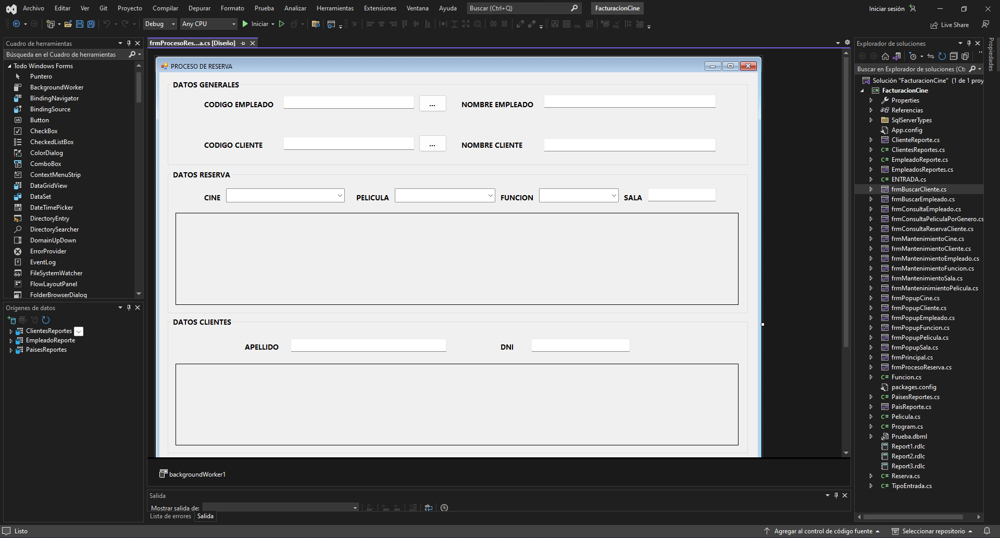 Archivo Editar Ver Git Proyecto Compilar Depurar Formato Prueba Analizar Herramientas Extensiones Ventana Ayuda Buscar (Ctrl+Q) FacturacionCine Iniciar sesión
Debug Any CPU Iniciar Live Share
Cuadro de herramientas
Búsqueda en el Cuadro de herramientas
Todo Windows Forms
Puntero
BackgroundWorker
BindingNavigator
BindingSource
Button
CheckBox
CheckedListBox
ColorDialog
ComboBox
ContextMenuStrip
DataGridView
DataSet
DateTimePicker
DirectoryEntry
DirectorySearcher
DomainUpDown
ErrorProvider
EventLog
FileSystemWatcher
FlowLayoutPanel
FolderBrowserDialog
Orígenes de datos
ClientesReportes
EmpleadoReporte
PaisesReportes
frmProcesoRes...a.cs [Diseño]
PROCESO DE RESERVA
DATOS GENERALES
CODIGO EMPLEADO ... NOMBRE EMPLEADO
CODIGO CLIENTE ... NOMBRE CLIENTE
DATOS RESERVA
CINE PELICULA FUNCION SALA
DATOS CLIENTES
APELLIDO DNI
backgroundWorker1
Salida
Mostrar salida de:
Lista de errores Salida
Explorador de soluciones
Buscar en Explorador de soluciones (Ctr
Solución "FacturacionCine" (1 de 1 proy
FacturacionCine
Properties
Referencias
SqlServerTypes
App.config
ClienteReporte.cs
ClientesReportes.cs
EmpleadoReporte.cs
EmpleadosReportes.cs
ENTRADA.cs
frmBuscarCliente.cs
frmBuscarEmpleado.cs
frmConsultaEmpleado.cs
frmConsultaPeliculaPorGenero.cs
frmConsultaReservaCliente.cs
frmMantenimientoCine.cs
frmMantenimientoCliente.cs
frmMantenimientoEmpleado.cs
frmMantenimientoFuncion.cs
frmMantenimientoSala.cs
frmManteninimientoPelicula.cs
frmPopupCine.cs
frmPopupCliente.cs
frmPopupEmpleado.cs
frmPopupFuncion.cs
frmPopupPelicula.cs
frmPopupSala.cs
frmPrincipal.cs
frmProcesoReserva.cs
Funcion.cs
packages.config
PaisesReportes.cs
PaisReporte.cs
Pelicula.cs
Program.cs
Prueba.dbml
Report1.rdlc
Report2.rdlc
Report3.rdlc
Reserva.cs
TipoEntrada.cs
Propiedades
Listo Agregar al control de código fuente Seleccionar repositorio